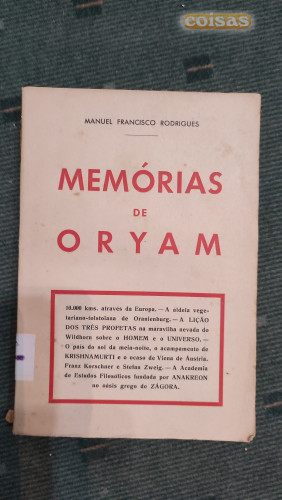 coisas
MANUEL FRANCISCO RODRIGUES
MEMÓRIAS
DE
ORYAM
10.000 kms. através da Europa. — A aldeia vege-
tariano-tolstoiana de Oranienburg. — A LIÇÃO
DOS TRÊS PROFETAS na maravilha nevada do
Wildhorn sobre o HOMEM e o UNIVERSO. —
O país do sol da meia-noite, o acampamento de
KRISHNAMURTI e o ocaso de Viena de Áustria.
Franz Kerschner e Stefan Zweig. — A Academia
de Estudos Filosóficos fundada por ANAKREON
no oásis grego de ZÁGORA.